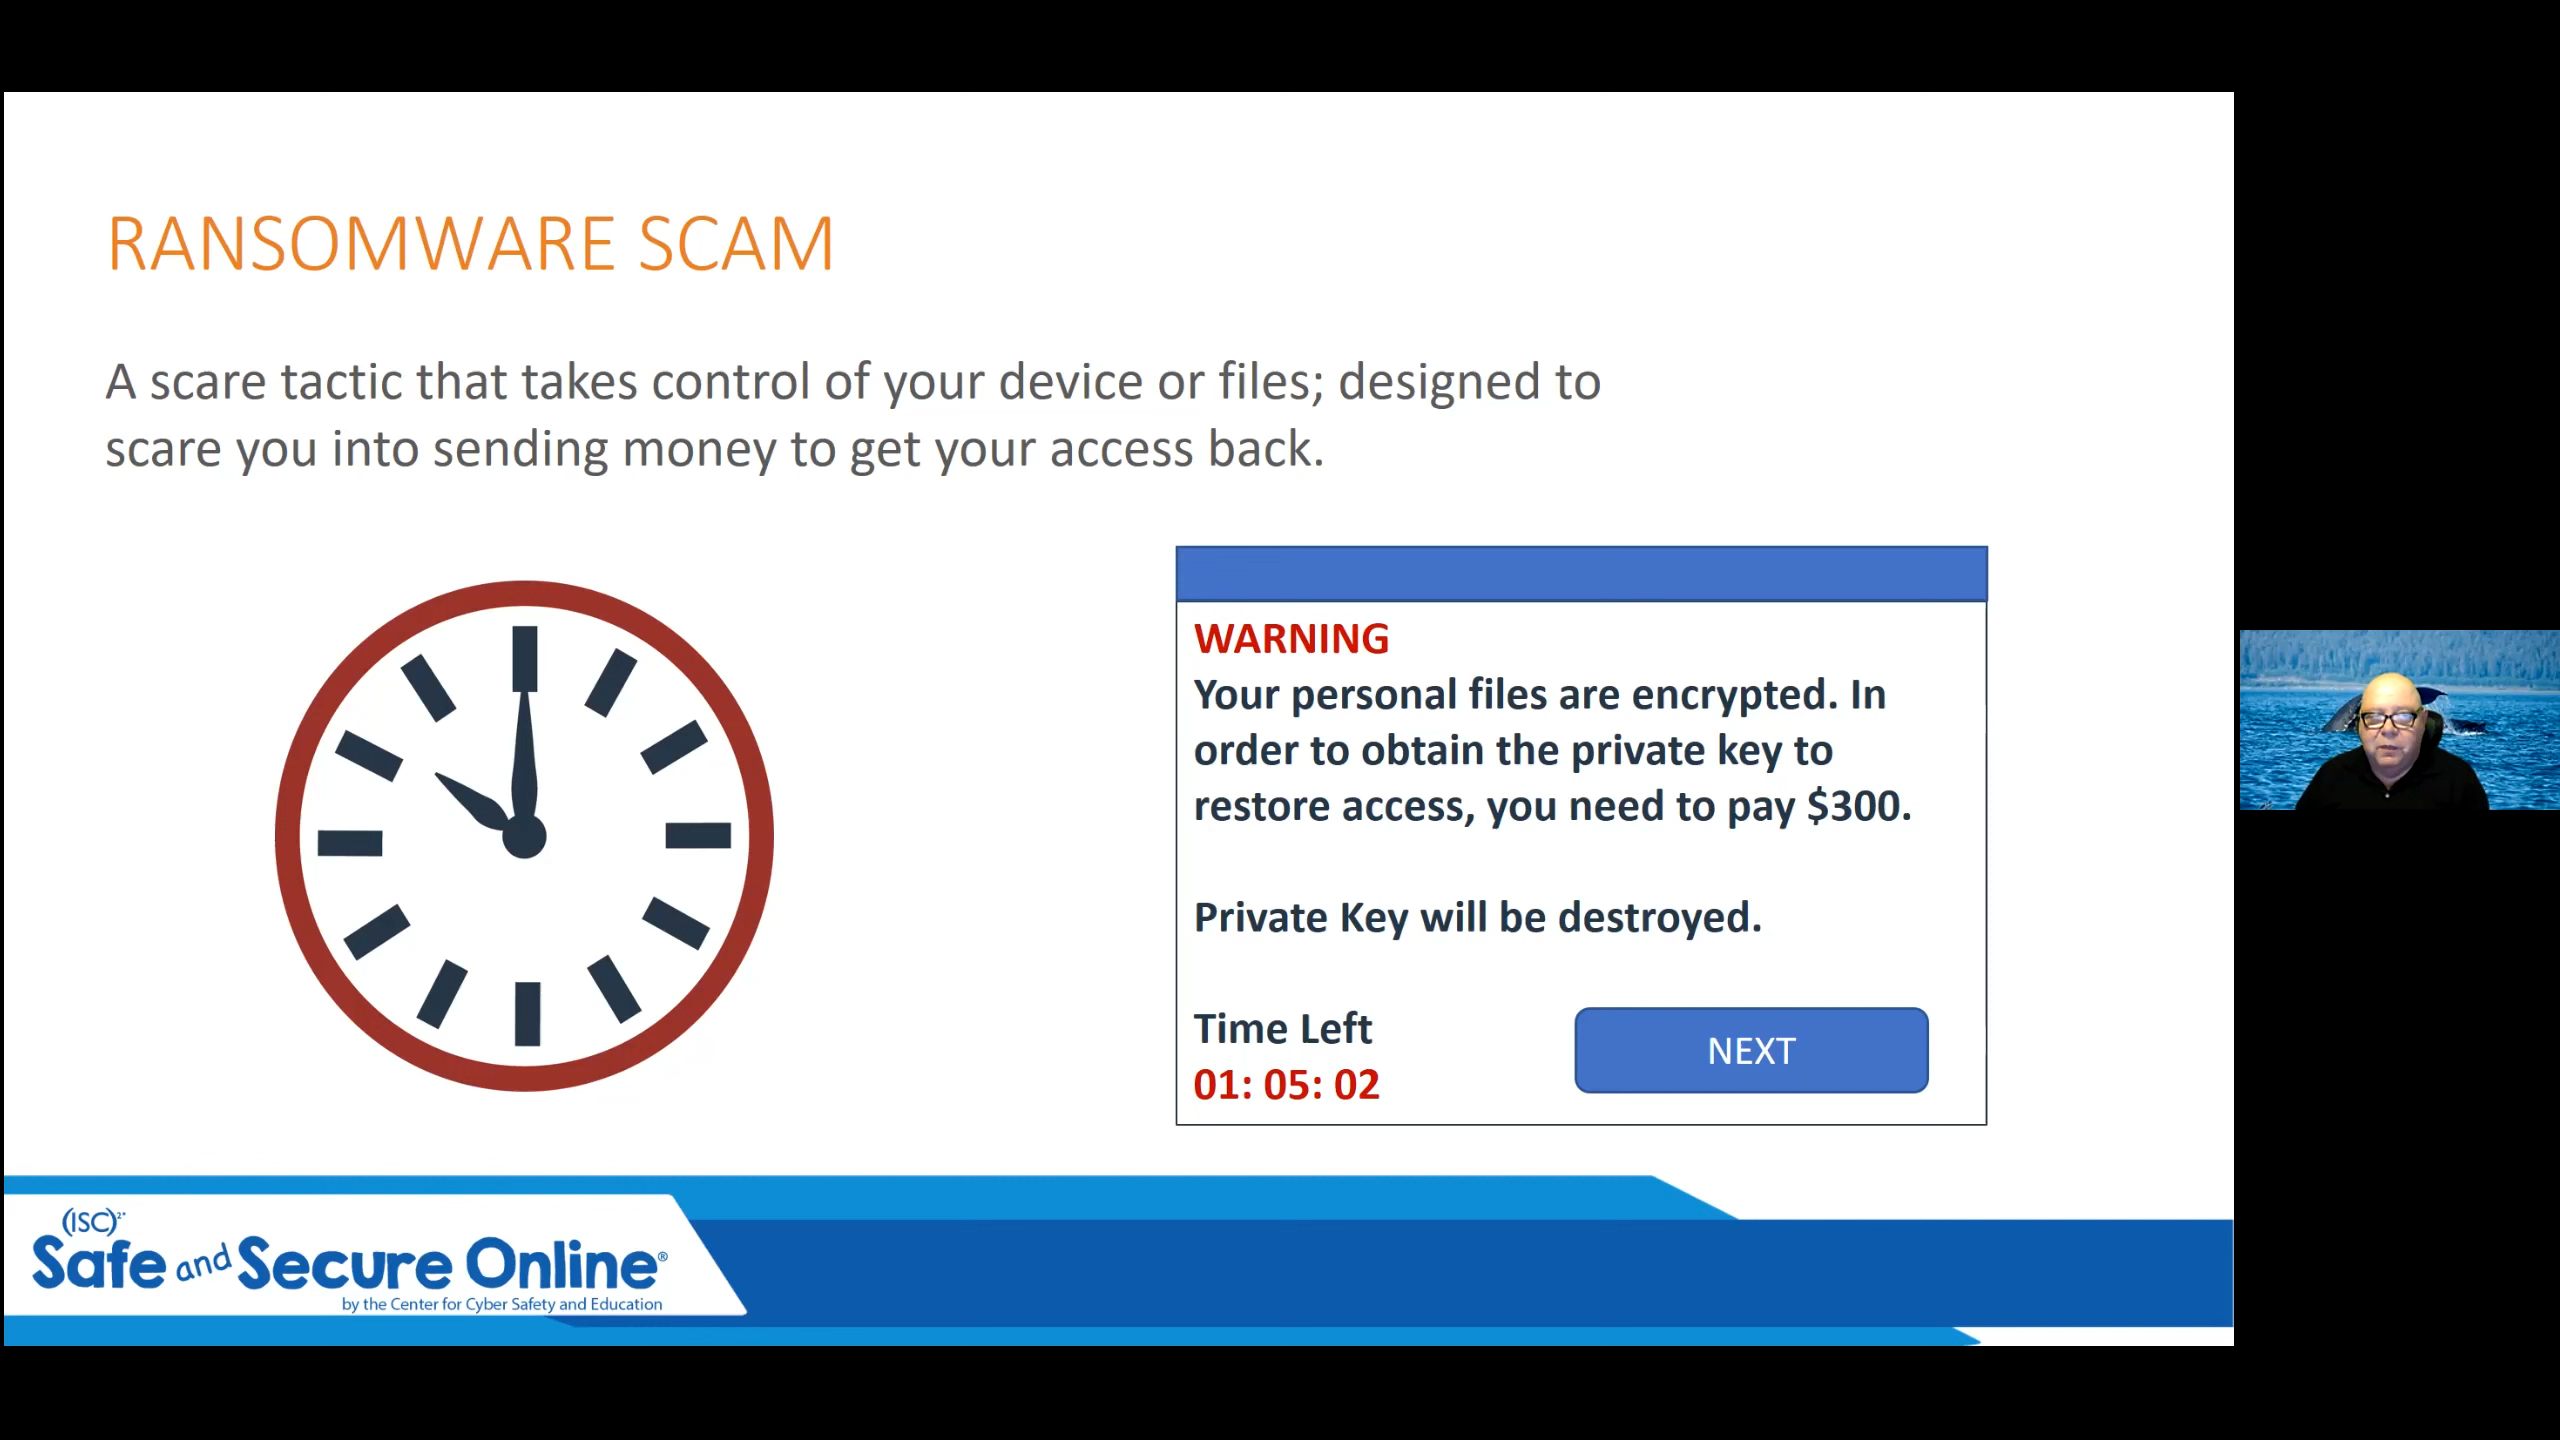 RANSOMWARE SCAM
A scare tactic that takes control of your device or files; designed to
scare you into sending money to get your access back.
WARNING
Your personal files are encrypted. In
order to obtain the private key to
restore access, you need to pay $300.
Private Key will be destroyed.
Time Left
01: 05: 02
NEXT
(ISC)²®
Safe and Secure Online®
by the Center for Cyber Safety and Education